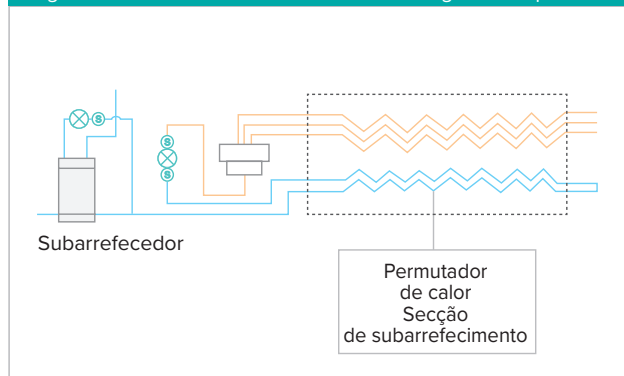 S
S
S
Subarrefecedor
Permutador
de calor
Secção
de subarrefecimento